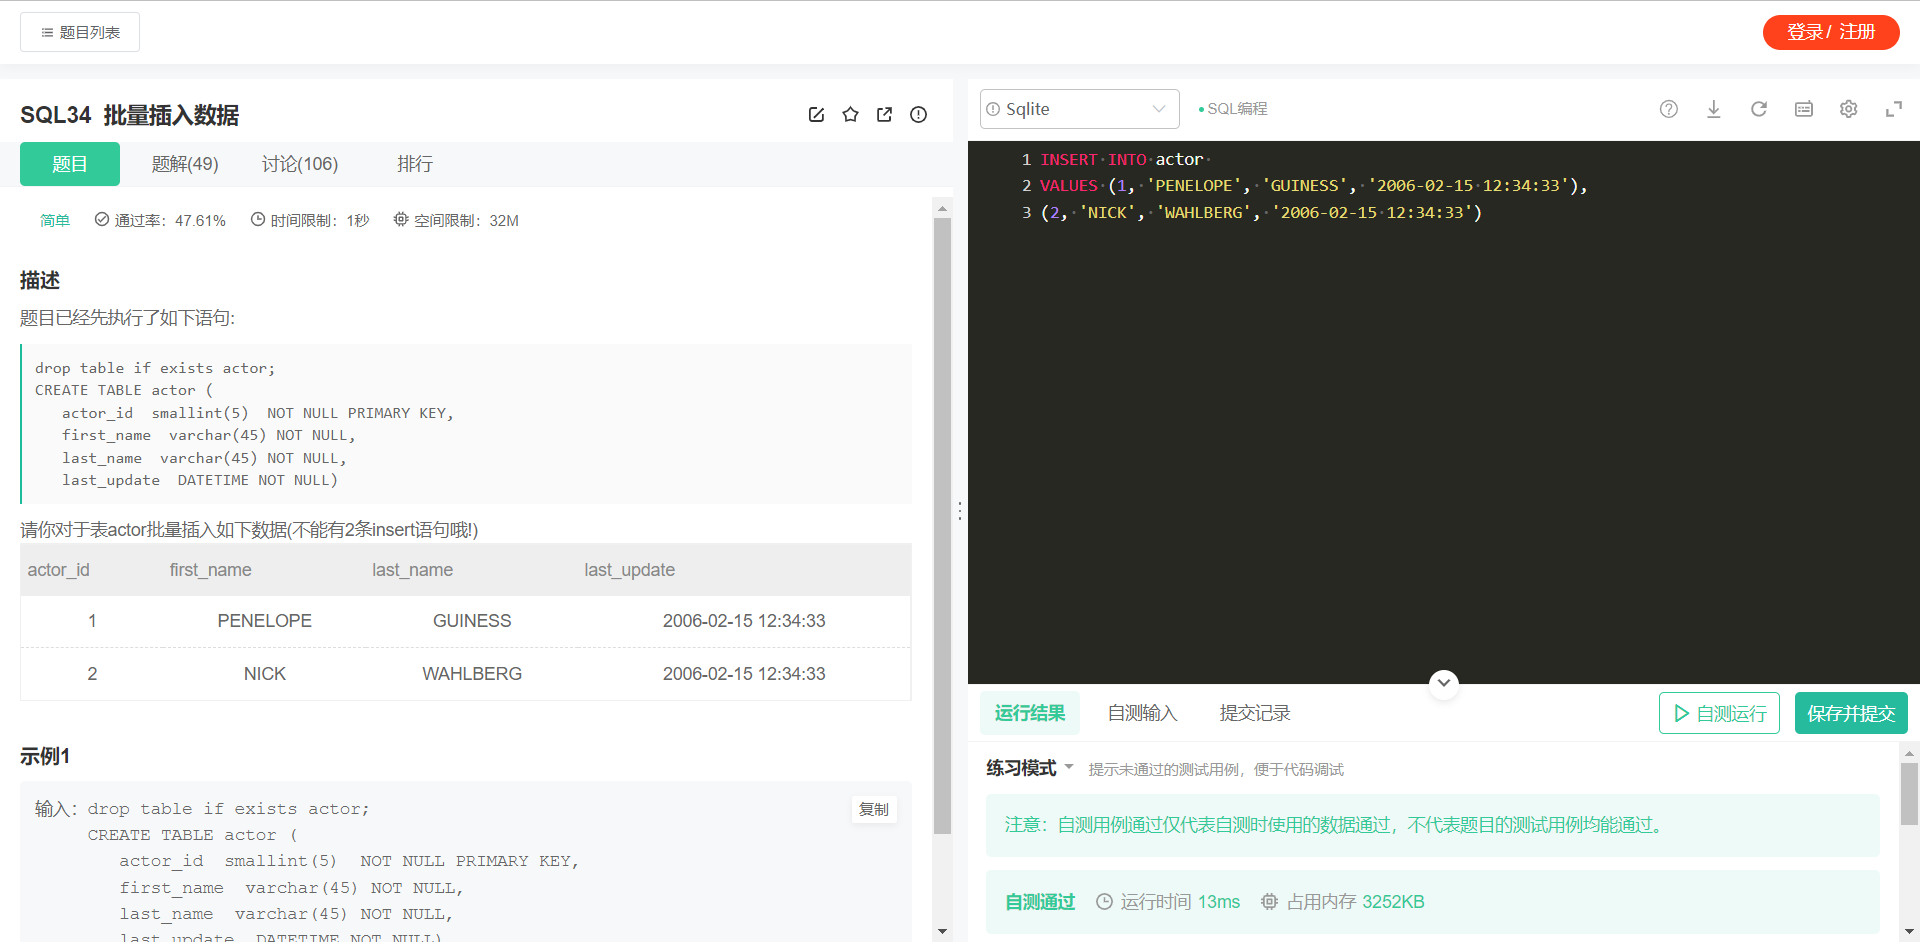 题目列表
登录 / 注册
SQL34 批量插入数据
题目
题解(49)
讨论(106)
排行
简单
通过率：47.61%
时间限制：1秒
空间限制：32M
描述
题目已经先执行了如下语句:
drop table if exists actor;
CREATE TABLE actor (
actor_id  smallint(5)  NOT NULL PRIMARY KEY,
first_name  varchar(45) NOT NULL,
last_name  varchar(45) NOT NULL,
last_update  DATETIME NOT NULL)
请你对于表actor批量插入如下数据(不能有2条insert语句哦!)
actor_id first_name last_name last_update
1 PENELOPE GUINESS 2006-02-15 12:34:33
2 NICK WAHLBERG 2006-02-15 12:34:33
示例1
复制
输入：drop table if exists actor;
CREATE TABLE actor (
actor_id  smallint(5)  NOT NULL PRIMARY KEY,
first_name  varchar(45) NOT NULL,
last_name  varchar(45) NOT NULL,
last_update  DATETIME NOT NULL)
Sqlite
SQL编程
1 INSERT INTO actor
2 VALUES (1, 'PENELOPE', 'GUINESS', '2006-02-15 12:34:33'),
3 (2, 'NICK', 'WAHLBERG', '2006-02-15 12:34:33')
运行结果
自测输入
提交记录
自测运行
保存并提交
练习模式 提示未通过的测试用例，便于代码调试
注意：自测用例通过仅代表自测时使用的数据通过，不代表题目的测试用例均能通过。
自测通过 运行时间 13ms 占用内存 3252KB